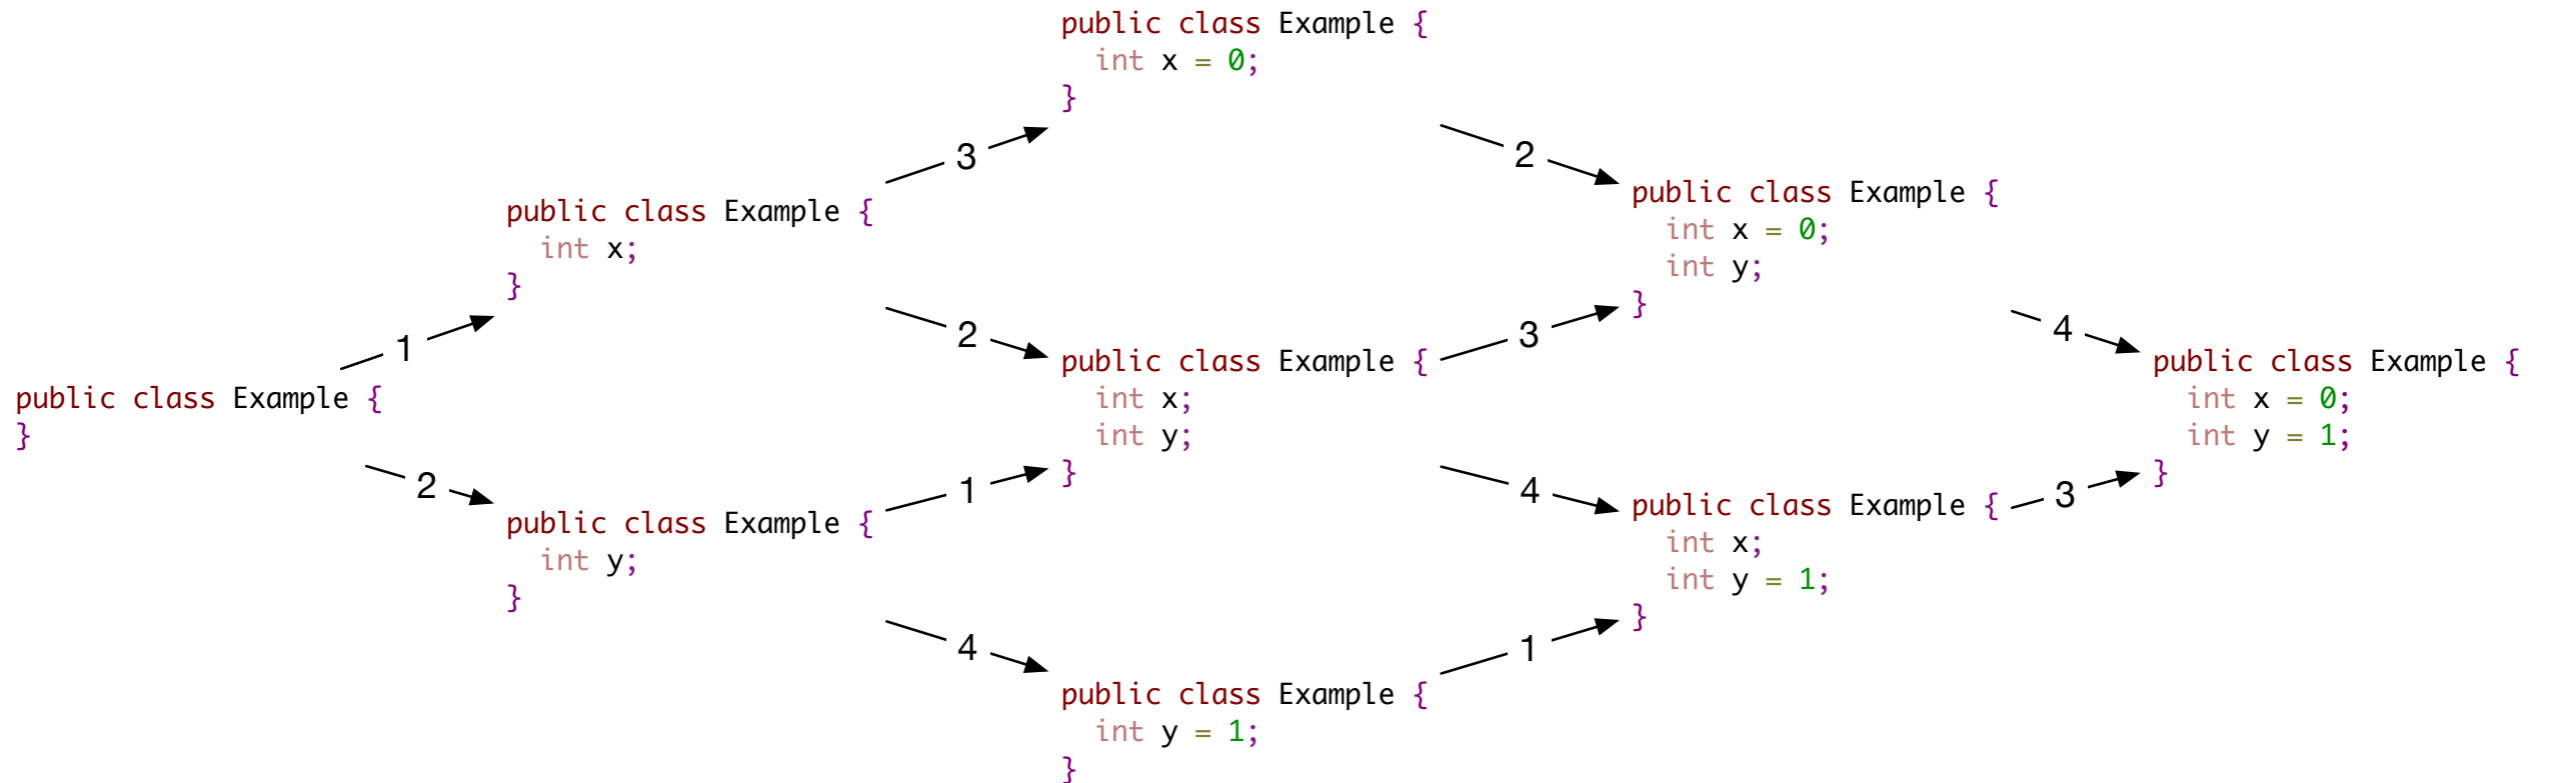 public class Example {
  int x = 0;
}
3
2
public class Example {
  int x;
}
public class Example {
  int x = 0;
  int y;
}
1
2
3
4
public class Example {
}
public class Example {
  int x;
  int y;
}
public class Example {
  int x = 0;
  int y = 1;
}
2
1
4
3
public class Example {
  int y;
}
public class Example {
  int x;
  int y = 1;
}
4
1
public class Example {
  int y = 1;
}